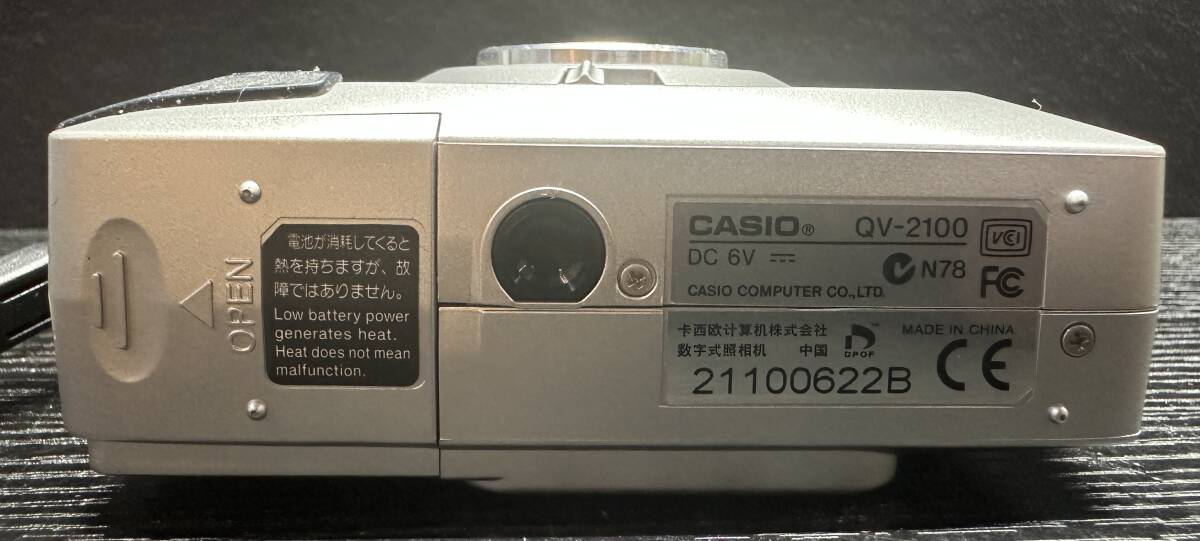 OPEN
電池が消耗してくると
熱を持ちますが、故
障ではありません。
Low battery power
generates heat.
Heat does not mean
malfunction.
CASIO® QV-2100
DC 6V ⎓
N78
CASIO COMPUTER CO.,LTD.
VCI
FC
卡西欧计算机株式会社
数字式照相机 中国
DPOF™
MADE IN CHINA
21100622B
CE